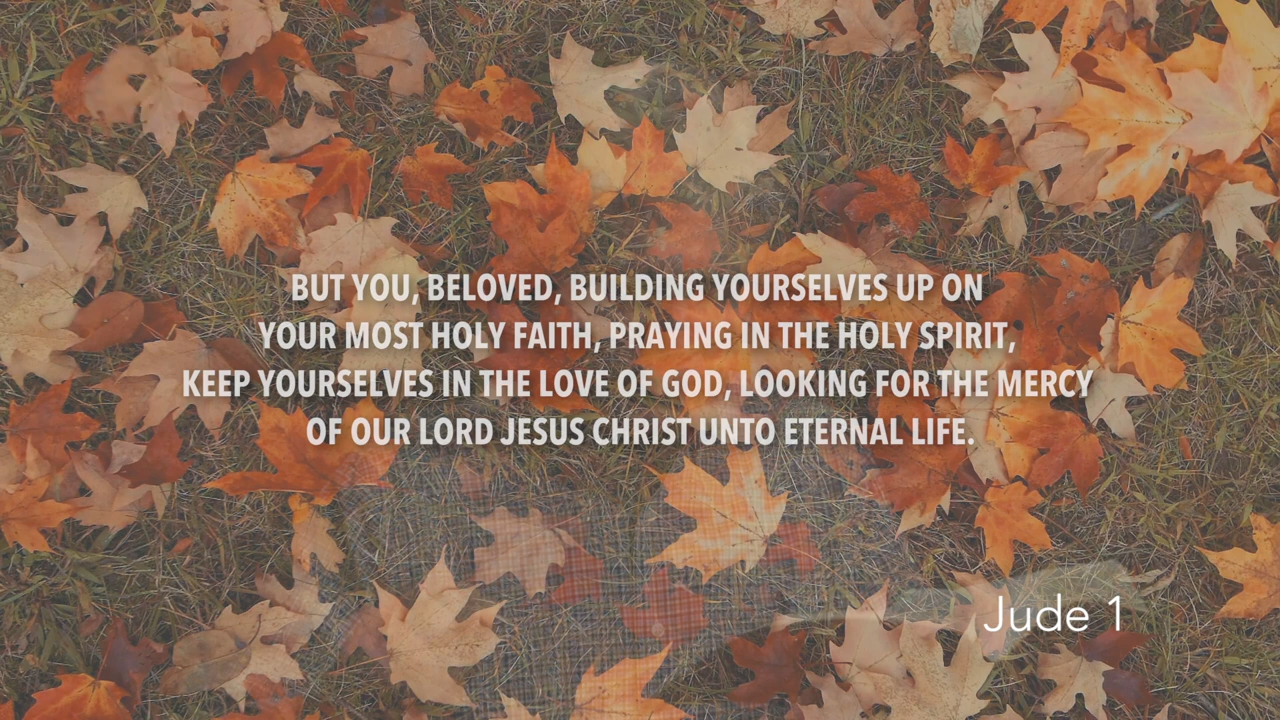 BUT YOU, BELOVED, BUILDING YOURSELVES UP ON
YOUR MOST HOLY FAITH, PRAYING IN THE HOLY SPIRIT,
KEEP YOURSELVES IN THE LOVE OF GOD, LOOKING FOR THE MERCY
OF OUR LORD JESUS CHRIST UNTO ETERNAL LIFE.
Jude 1